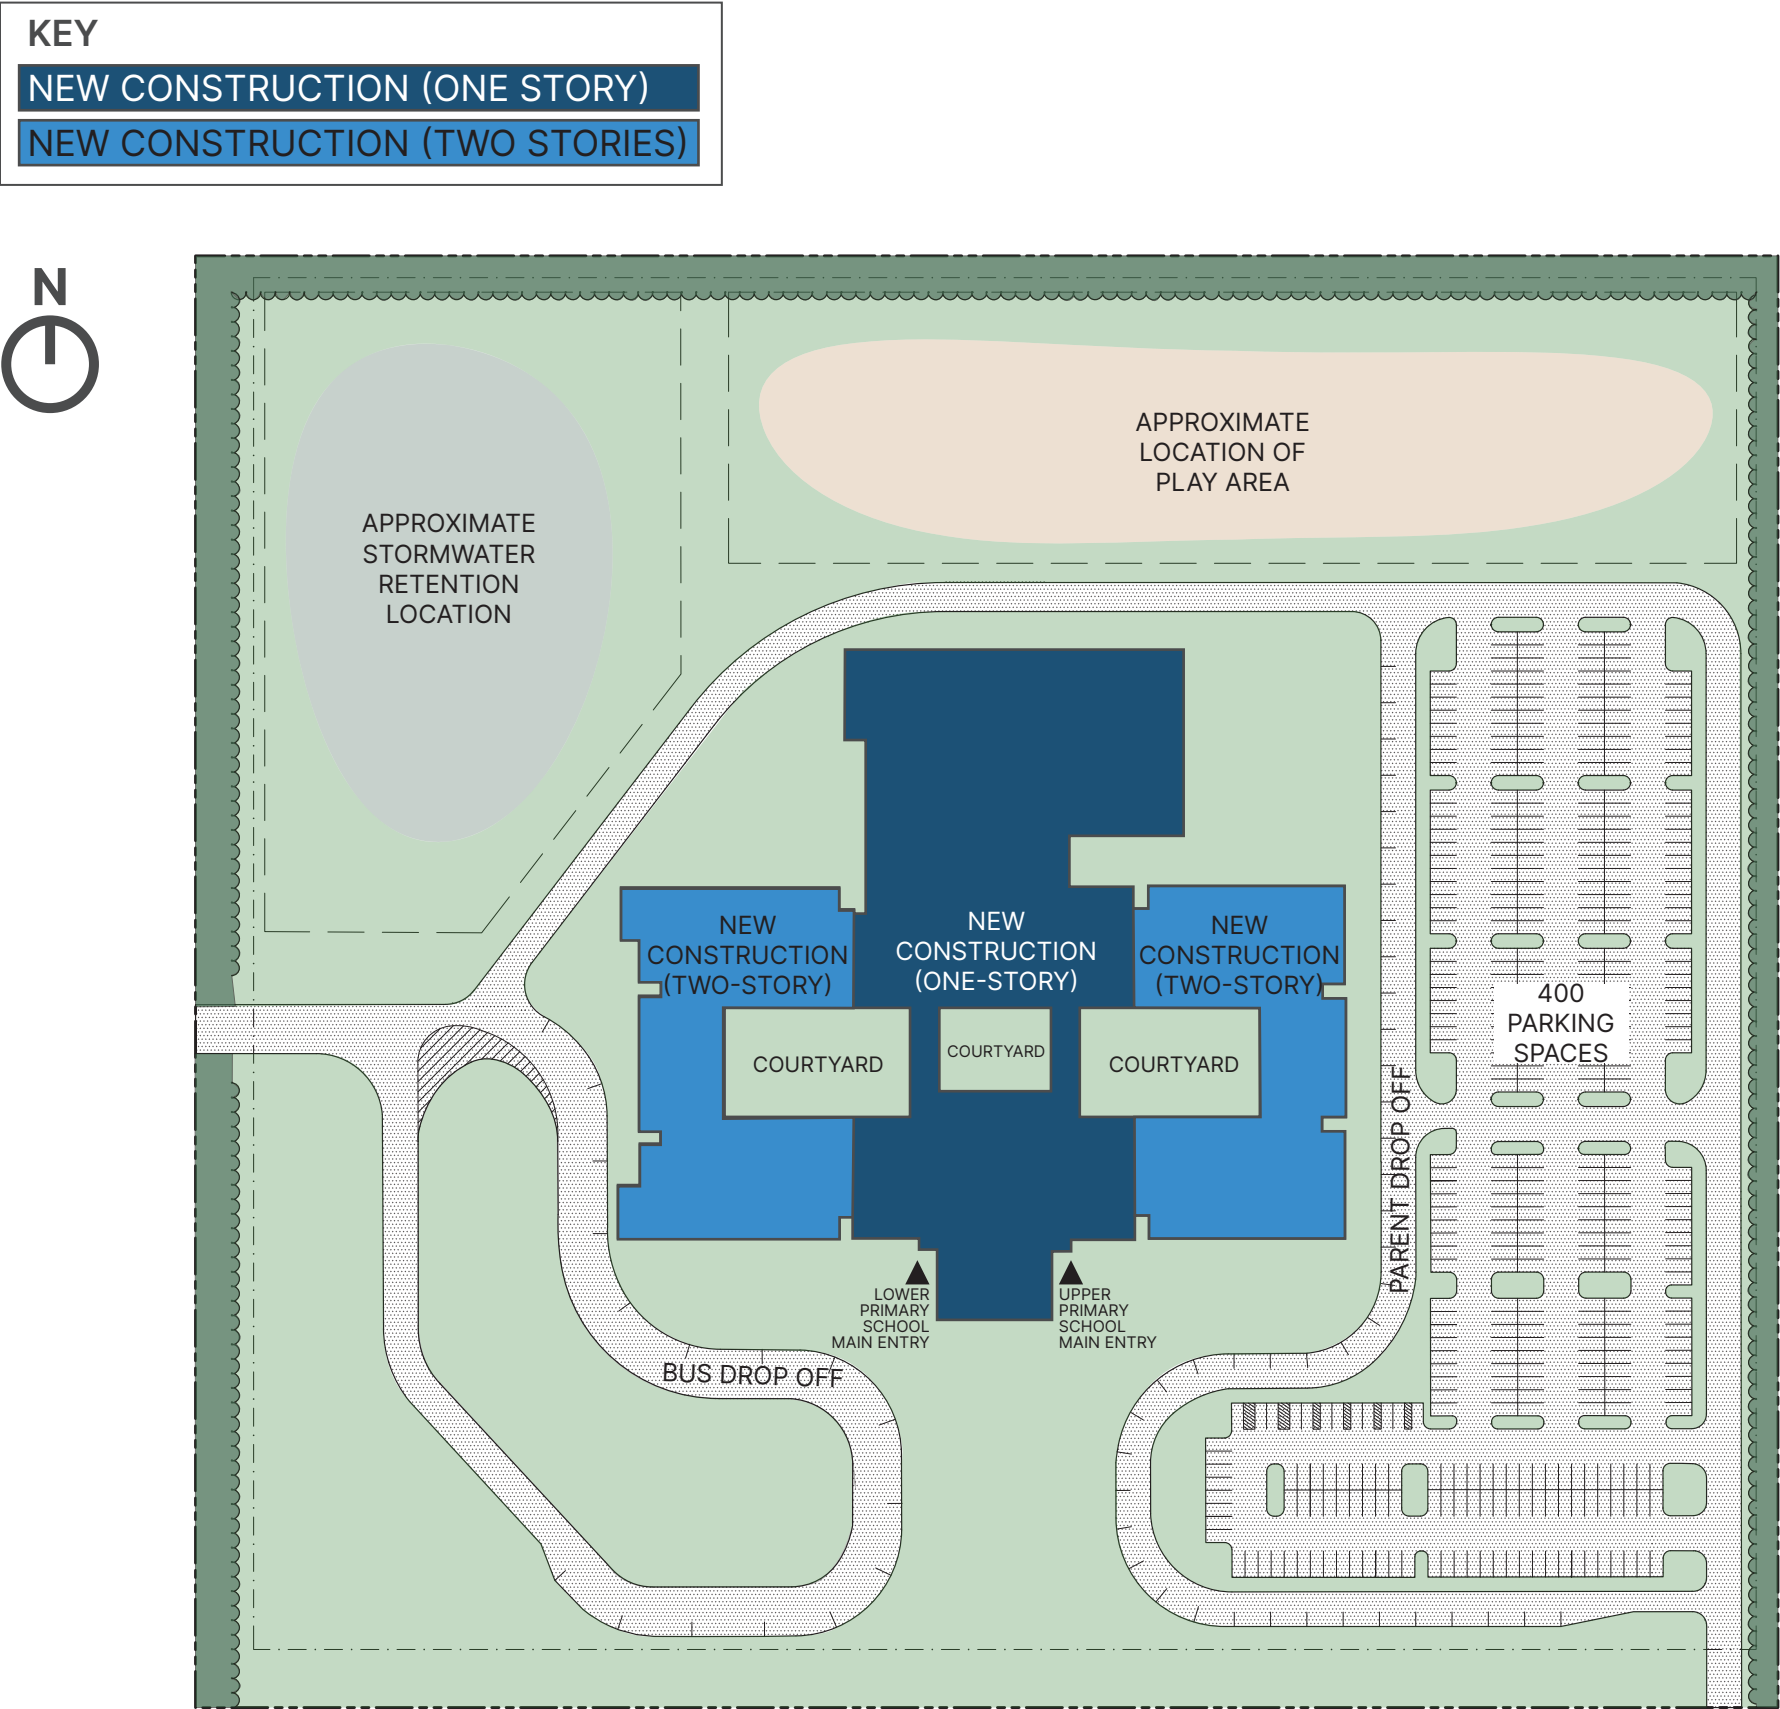 KEY
NEW CONSTRUCTION (ONE STORY)
NEW CONSTRUCTION (TWO STORIES)
N
APPROXIMATE
LOCATION OF
PLAY AREA
APPROXIMATE
STORMWATER
RETENTION
LOCATION
NEW
CONSTRUCTION
(TWO-STORY)
NEW
CONSTRUCTION
(ONE-STORY)
NEW
CONSTRUCTION
(TWO-STORY)
400
PARKING
SPACES
COURTYARD
COURTYARD
COURTYARD
PARENT DROP OFF
LOWER
PRIMARY
SCHOOL
MAIN ENTRY
UPPER
PRIMARY
SCHOOL
MAIN ENTRY
BUS DROP OFF